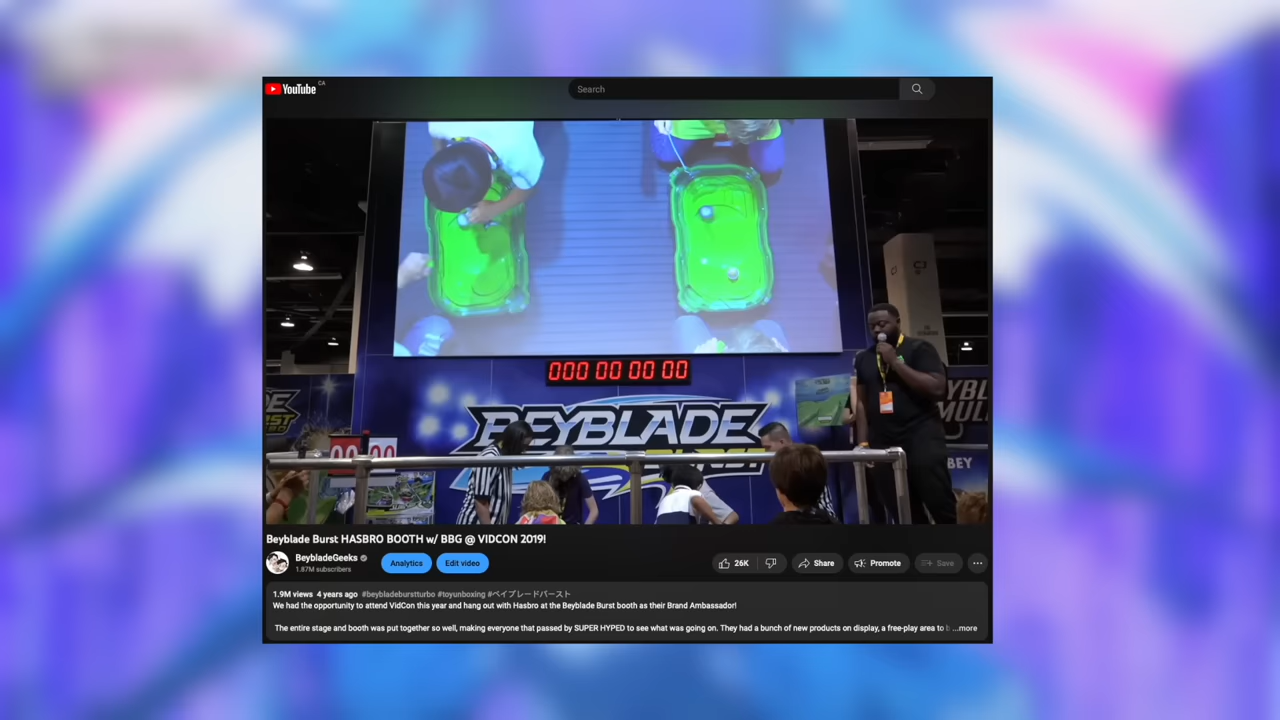 YouTube CA
Search
000 00 00 00
BEYBLADE
BURST
BEY
Beyblade Burst HASBRO BOOTH w/ BBG @ VIDCON 2019!
BeybladeGeeks
1.87M subscribers
Analytics
Edit video
26K
Share
Promote
Save
1.9M views 4 years ago #beybladeburstturbo #toyunboxing #ベイブレードバースト
We had the opportunity to attend VidCon this year and hang out with Hasbro at the Beyblade Burst booth as their Brand Ambassador!
The entire stage and booth was put together so well, making everyone that passed by SUPER HYPED to see what was going on. They had a bunch of new products on display, a free-play area to ...more